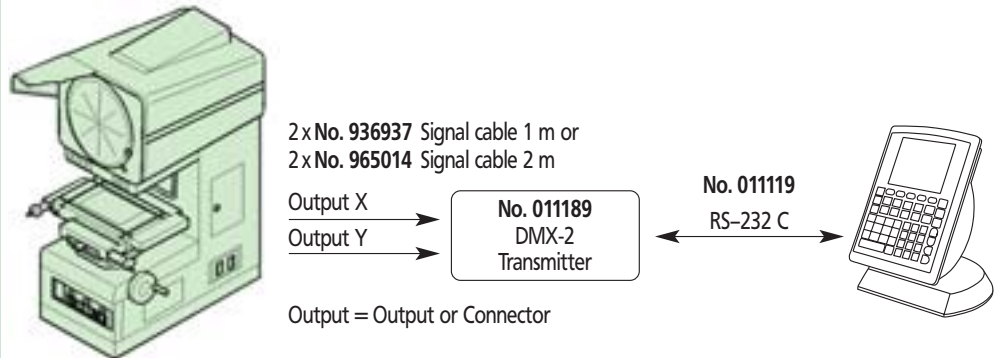 2 x No. 936937 Signal cable 1 m or
2 x No. 965014 Signal cable 2 m
Output X
Output Y
No. 011189
DMX-2
Transmitter
No. 011119
RS–232 C
Output = Output or Connector